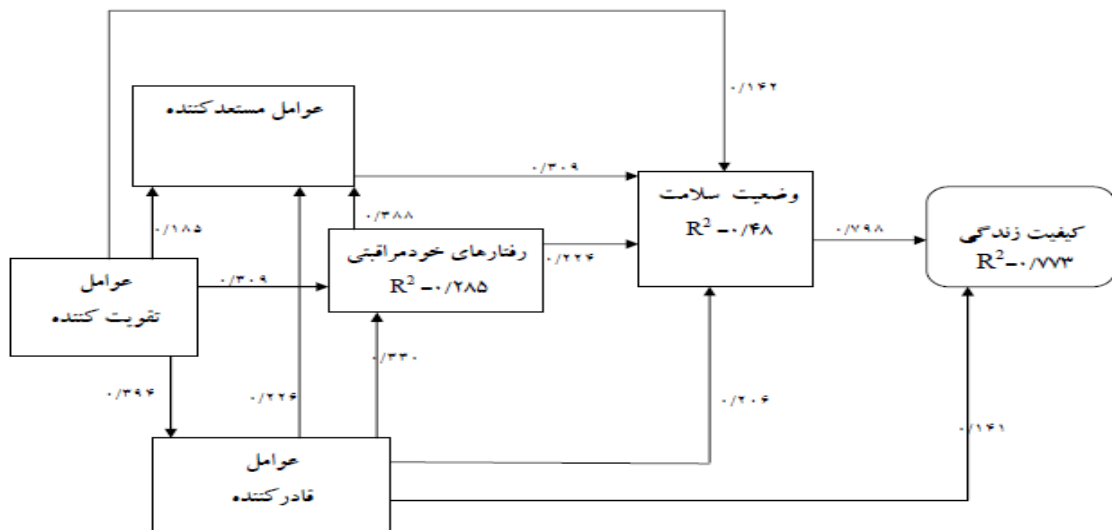 ۰/۱۴۲
عوامل مستعدکننده
۰/۳۰۹
وضعیت سلامت
R² -۰/۴۸
۰/۷۹۸
کیفیت زندگی
R²-۰/۷۷۳
۰/۱۸۵
۰/۳۸۸
رفتارهای خودمراقبتی
R² -۰/۲۸۵
۰/۲۲۴
عوامل
تقویت کننده
۰/۳۰۹
۰/۳۹۴
۰/۲۲۶
۰/۳۳۰
۰/۲۰۶
۰/۱۴۱
عوامل
قادرکننده